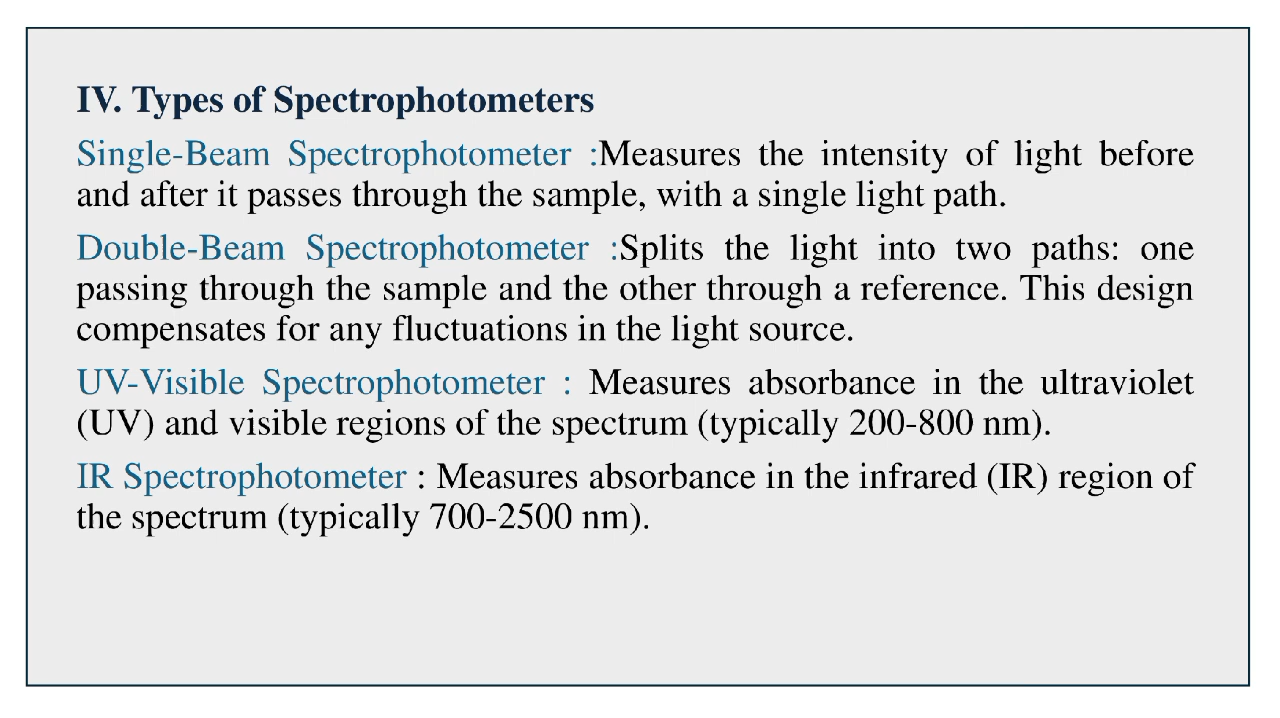 IV. Types of Spectrophotometers
Single-Beam Spectrophotometer :Measures the intensity of light before
and after it passes through the sample, with a single light path.
Double-Beam Spectrophotometer :Splits the light into two paths: one
passing through the sample and the other through a reference. This design
compensates for any fluctuations in the light source.
UV-Visible Spectrophotometer : Measures absorbance in the ultraviolet
(UV) and visible regions of the spectrum (typically 200-800 nm).
IR Spectrophotometer : Measures absorbance in the infrared (IR) region of
the spectrum (typically 700-2500 nm).